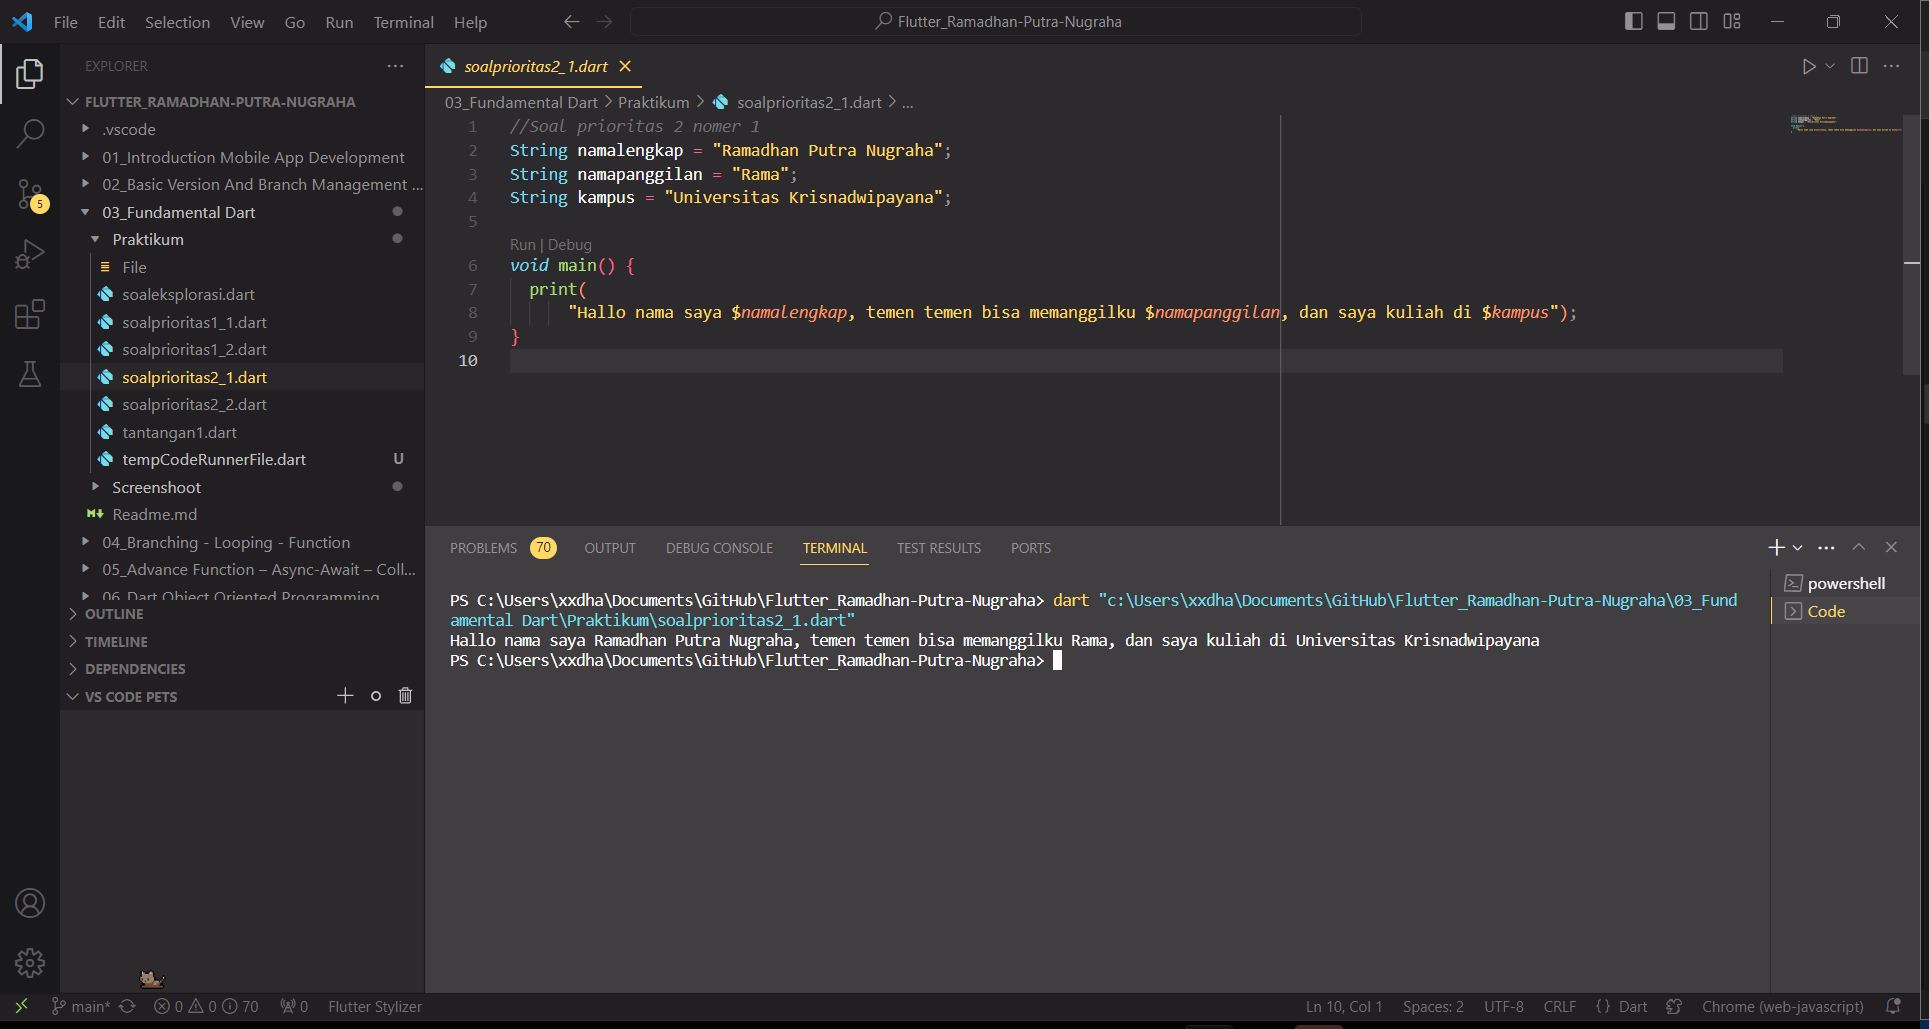 File Edit Selection View Go Run Terminal Help
Flutter_Ramadhan-Putra-Nugraha
EXPLORER
FLUTTER_RAMADHAN-PUTRA-NUGRAHA
.vscode
01_Introduction Mobile App Development
02_Basic Version And Branch Management ...
03_Fundamental Dart
Praktikum
File
soaleksplorasi.dart
soalprioritas1_1.dart
soalprioritas1_2.dart
soalprioritas2_1.dart
soalprioritas2_2.dart
tantangan1.dart
tempCodeRunnerFile.dart U
Screenshoot
Readme.md
04_Branching - Looping - Function
05_Advance Function – Async-Await – Coll...
06_Dart Object Oriented Programming
OUTLINE
TIMELINE
DEPENDENCIES
VS CODE PETS
5
soalprioritas2_1.dart
03_Fundamental Dart > Praktikum > soalprioritas2_1.dart > ...
1 //Soal prioritas 2 nomer 1
2 String namalengkap = "Ramadhan Putra Nugraha";
3 String namapanggilan = "Rama";
4 String kampus = "Universitas Krisnadwipayana";
5
Run | Debug
6 void main() {
7 print(
8 "Hallo nama saya $namalengkap, temen temen bisa memanggilku $namapanggilan, dan saya kuliah di $kampus");
9 }
10
PROBLEMS 70 OUTPUT DEBUG CONSOLE TERMINAL TEST RESULTS PORTS
powershell
Code
PS C:\Users\xxdha\Documents\GitHub\Flutter_Ramadhan-Putra-Nugraha> dart "c:\Users\xxdha\Documents\GitHub\Flutter_Ramadhan-Putra-Nugraha\03_Fund
amental Dart\Praktikum\soalprioritas2_1.dart"
Hallo nama saya Ramadhan Putra Nugraha, temen temen bisa memanggilku Rama, dan saya kuliah di Universitas Krisnadwipayana
PS C:\Users\xxdha\Documents\GitHub\Flutter_Ramadhan-Putra-Nugraha>
main* 0 0 70 0 Flutter Stylizer Ln 10, Col 1 Spaces: 2 UTF-8 CRLF {} Dart Chrome (web-javascript)